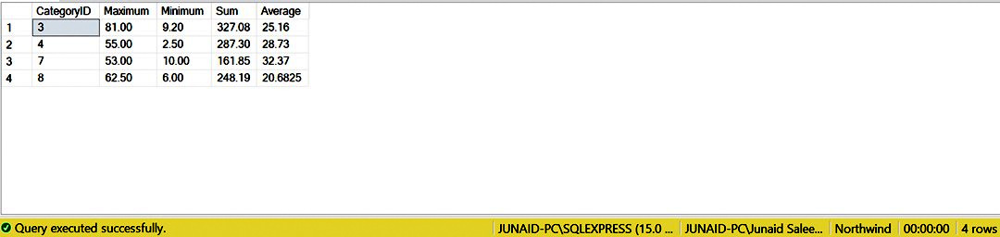 CategoryID Maximum Minimum Sum Average
1 3 81.00 9.20 327.08 25.16
2 4 55.00 2.50 287.30 28.73
3 7 53.00 10.00 161.85 32.37
4 8 62.50 6.00 248.19 20.6825
Query executed successfully. JUNAID-PC\SQLEXPRESS (15.0 ... JUNAID-PC\Junaid Salee... Northwind 00:00:00 4 rows